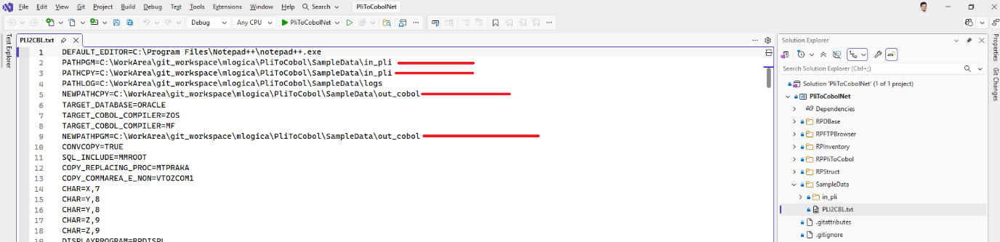 File Edit View Git Project Build Debug Test Tools Extensions Window Help Search PliToCobolNet
Debug Any CPU PliToCobolNet
Test Explorer
PLI2CBL.txt
1 DEFAULT_EDITOR=C:\Program Files\Notepad++\notepad++.exe
2 PATHPGM=C:\WorkArea\git_workspace\mlogica\PliToCobol\SampleData\in_pli
3 PATHCPY=C:\WorkArea\git_workspace\mlogica\PliToCobol\SampleData\in_pli
4 PATHLOG=C:\WorkArea\git_workspace\mlogica\PliToCobol\SampleData\logs
5 NEWPATHCPY=C:\WorkArea\git_workspace\mlogica\PliToCobol\SampleData\out_cobol
6 TARGET_DATABASE=ORACLE
7 TARGET_COBOL_COMPILER=ZOS
8 TARGET_COBOL_COMPILER=MF
9 NEWPATHPGM=C:\WorkArea\git_workspace\mlogica\PliToCobol\SampleData\out_cobol
10 CONVCOPY=TRUE
11 SQL_INCLUDE=MMROOT
12 COPY_REPLACING_PROC=MTPRAKA
13 COPY_COMMAREA_E_NON=VTOZCOM1
14 CHAR=X,7
15 CHAR=Y,8
16 CHAR=Y,8
17 CHAR=Z,9
18 CHAR=Z,9
19 DISPLAYPROGRAM=RPDISPL
Solution Explorer
Search Solution Explorer (Ctrl+;)
Solution 'PliToCobolNet' (1 of 1 project)
PliToCobolNet
Dependencies
RPDBase
RPFTPBrowser
RPInventory
RPPliToCobol
RPStruct
SampleData
in_pli
PLI2CBL.txt
.gitattributes
.gitignore
Properties
Git Changes